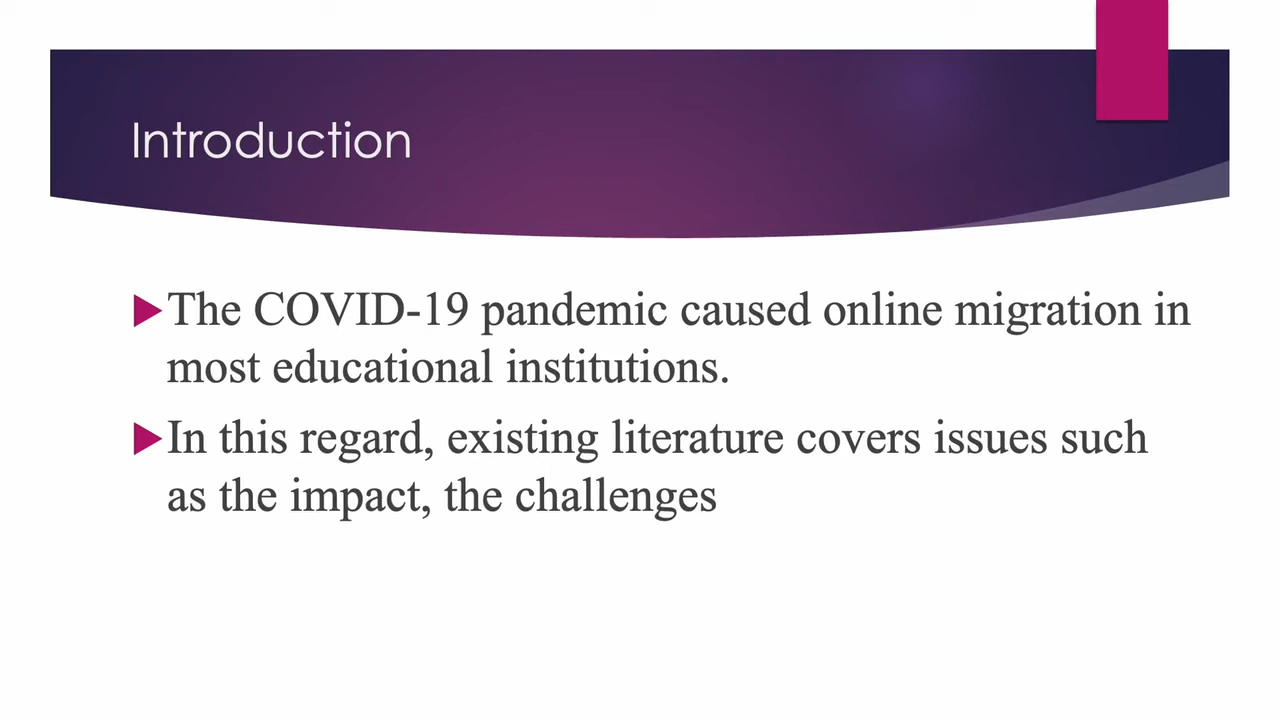 Introduction
The COVID-19 pandemic caused online migration in
most educational institutions.
In this regard, existing literature covers issues such
as the impact, the challenges